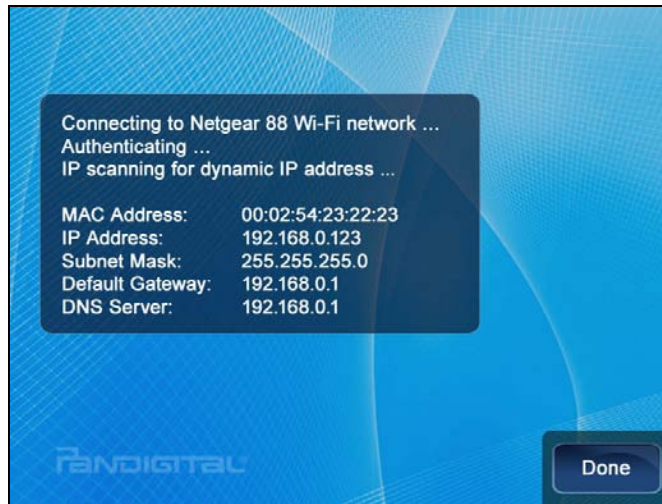 Connecting to Netgear 88 Wi-Fi network ...
Authenticating ...
IP scanning for dynamic IP address ...
MAC Address: 00:02:54:23:22:23
IP Address: 192.168.0.123
Subnet Mask: 255.255.255.0
Default Gateway: 192.168.0.1
DNS Server: 192.168.0.1
PANDIGITAL
Done